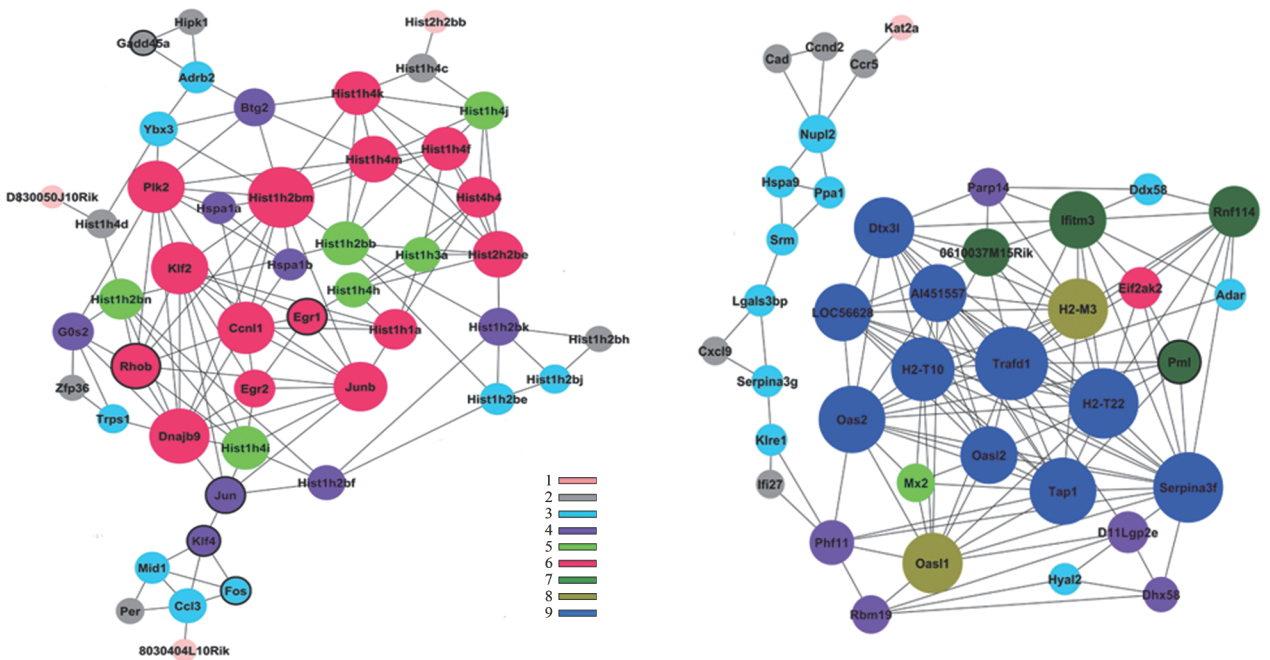 Hipk1
Gadd45a
Adrb2
Btg2
Ybx3
Hist2h2bb
Hist1h4c
Hist1h4k
Hist1h4j
Hist1h4f
Hist1h4m
Plk2
Hist1h2bm
Hist4h4
D830050J10Rik
Hspa1a
Hist1h4d
Hist1h2bb
Hist1h3a
Hist2h2be
Klf2
Hspa1b
Hist1h4h
Hist1h2bn
Egr1
G0s2
Ccnl1
Hist1h1a
Hist1h2bk
Hist1h2bh
Rhob
Zfp36
Egr2
Junb
Hist1h2bj
Hist1h2be
Trps1
Dnajb9
Hist1h4i
Jun
Hist1h2bf
Klf4
Mid1
Fos
Per
Ccl3
8030404L10Rik
1
2
3
4
5
6
7
8
9
Kat2a
Ccnd2
Cad
Ccr5
Nupl2
Hspa9
Ppa1
Parp14
Ddx58
Srm
Dtx3l
Ifitm3
Rnf114
0610037M15Rik
Lgals3bp
AI451557
Eif2ak2
Adar
LOC56628
H2-M3
Cxcl9
H2-T10
Trafd1
Pml
Serpina3g
H2-T22
Oas2
Klre1
Oasl2
Ifi27
Mx2
Tap1
Serpina3f
Phf11
D11Lgp2e
Oasl1
Hyal2
Dhx58
Rbm19